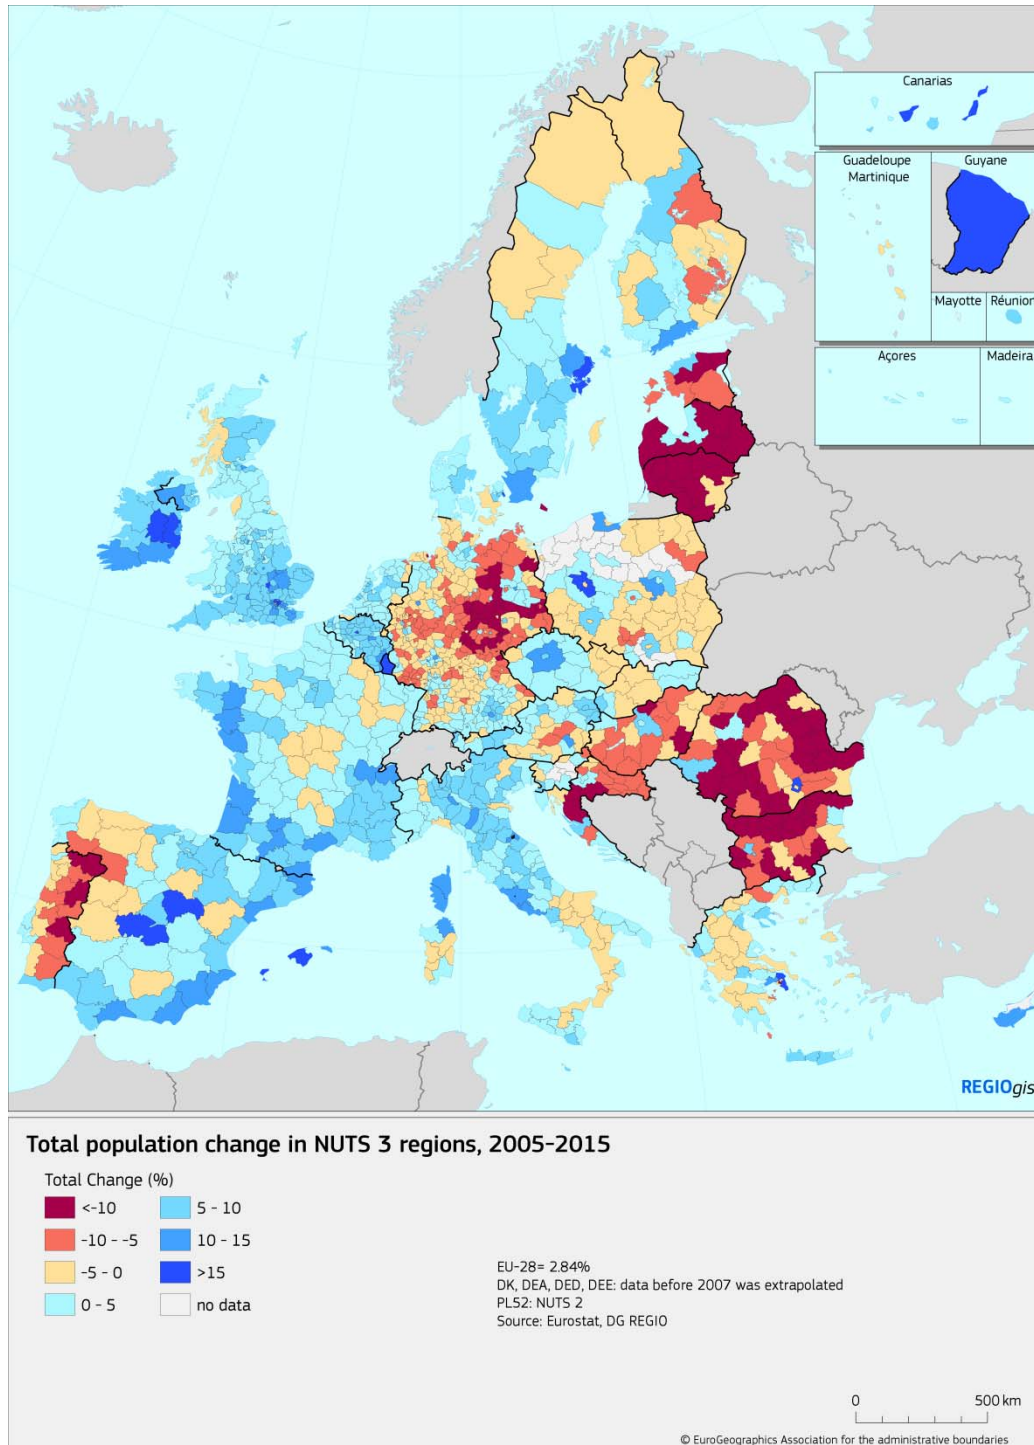 Canarias
Guadeloupe
Martinique
Guyane
Mayotte
Réunion
Açores
Madeira
REGIOgis
Total population change in NUTS 3 regions, 2005-2015
Total Change (%)
<-10
5 - 10
-10 - -5
10 - 15
-5 - 0
>15
0 - 5
no data
EU-28= 2.84%
DK, DEA, DED, DEE: data before 2007 was extrapolated
PL52: NUTS 2
Source: Eurostat, DG REGIO
0 500 km
© EuroGeographics Association for the administrative boundaries